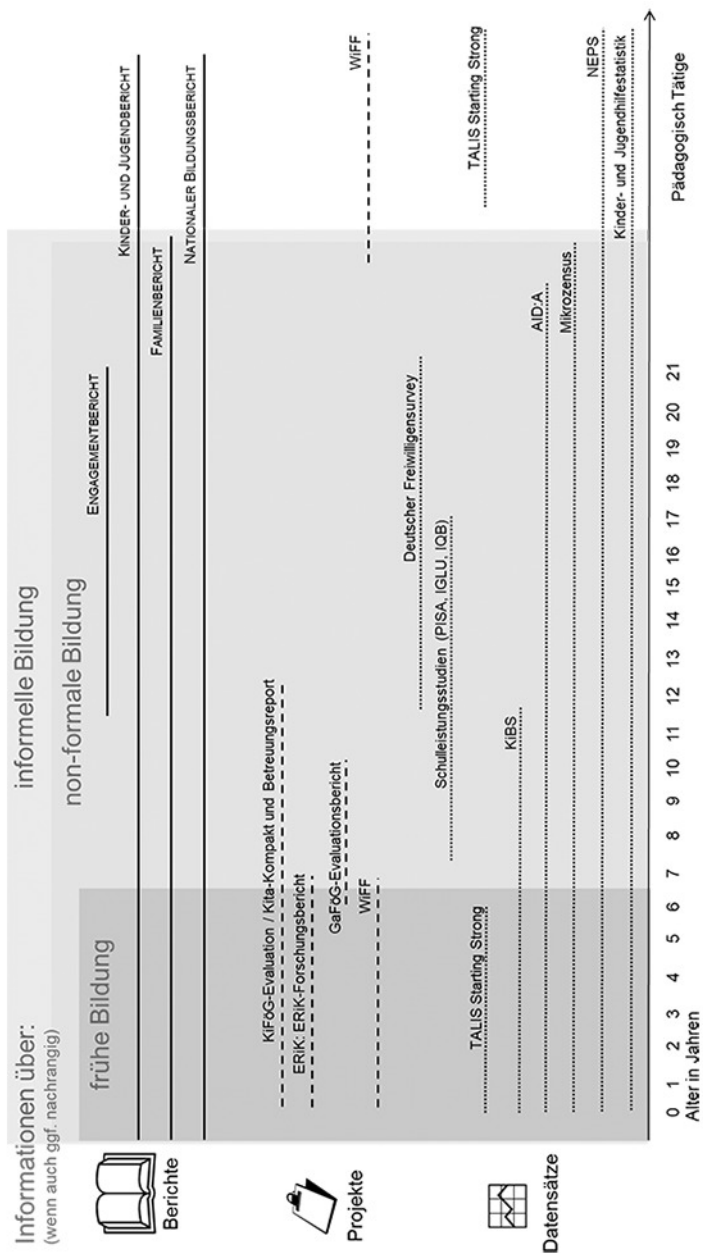 Informationen über:
(wenn auch ggf. nachrangig)
informelle Bildung
non-formale Bildung
frühe Bildung
Berichte
ENGAGEMENTBERICHT
KINDER- UND JUGENDBERICHT
FAMILIENBERICHT
NATIONALER BILDUNGSBERICHT
Projekte
KiFöG-Evaluation / Kita-Kompakt und Betreuungsreport
ERiK: ERiK-Forschungsbericht
GaFöG-Evaluationsbericht
WiFF
WiFF
Datensätze
Deutscher Freiwilligensurvey
Schulleistungsstudien (PISA, IGLU, IQB)
TALIS Starting Strong
TALIS Starting Strong
KiBS
AID:A
Mikrozensus
NEPS
Kinder- und Jugendhilfestatistik
0 1 2 3 4 5 6 7 8 9 10 11 12 13 14 15 16 17 18 19 20 21
Alter in Jahren
Pädagogisch Tätige